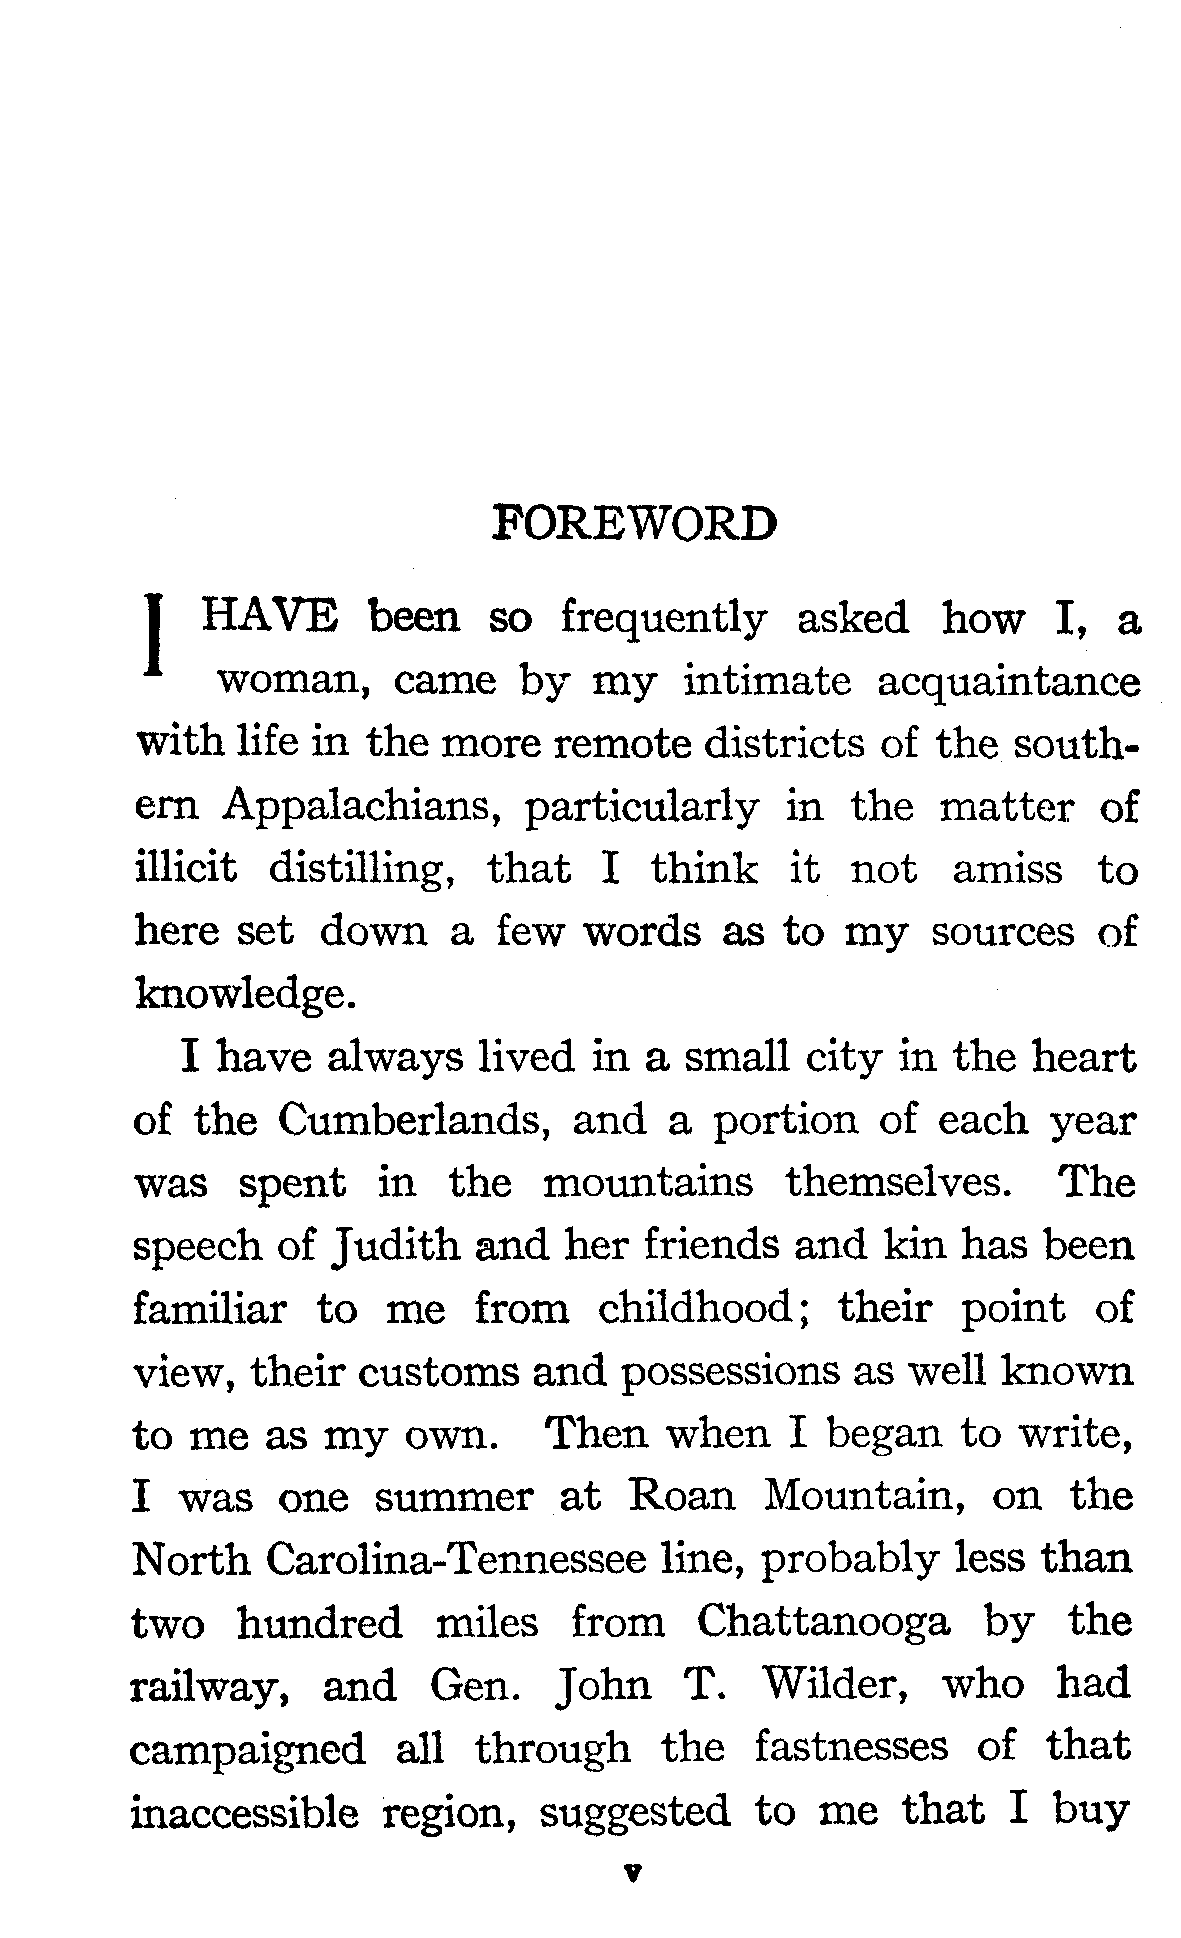 FOREWORD
I HAVE been so frequently asked how I, a
woman, came by my intimate acquaintance
with life in the more remote districts of the south-
ern Appalachians, particularly in the matter of
illicit distilling, that I think it not amiss to
here set down a few words as to my sources of
knowledge.
I have always lived in a small city in the heart
of the Cumberlands, and a portion of each year
was spent in the mountains themselves. The
speech of Judith and her friends and kin has been
familiar to me from childhood; their point of
view, their customs and possessions as well known
to me as my own. Then when I began to write,
I was one summer at Roan Mountain, on the
North Carolina-Tennessee line, probably less than
two hundred miles from Chattanooga by the
railway, and Gen. John T. Wilder, who had
campaigned all through the fastnesses of that
inaccessible region, suggested to me that I buy
v